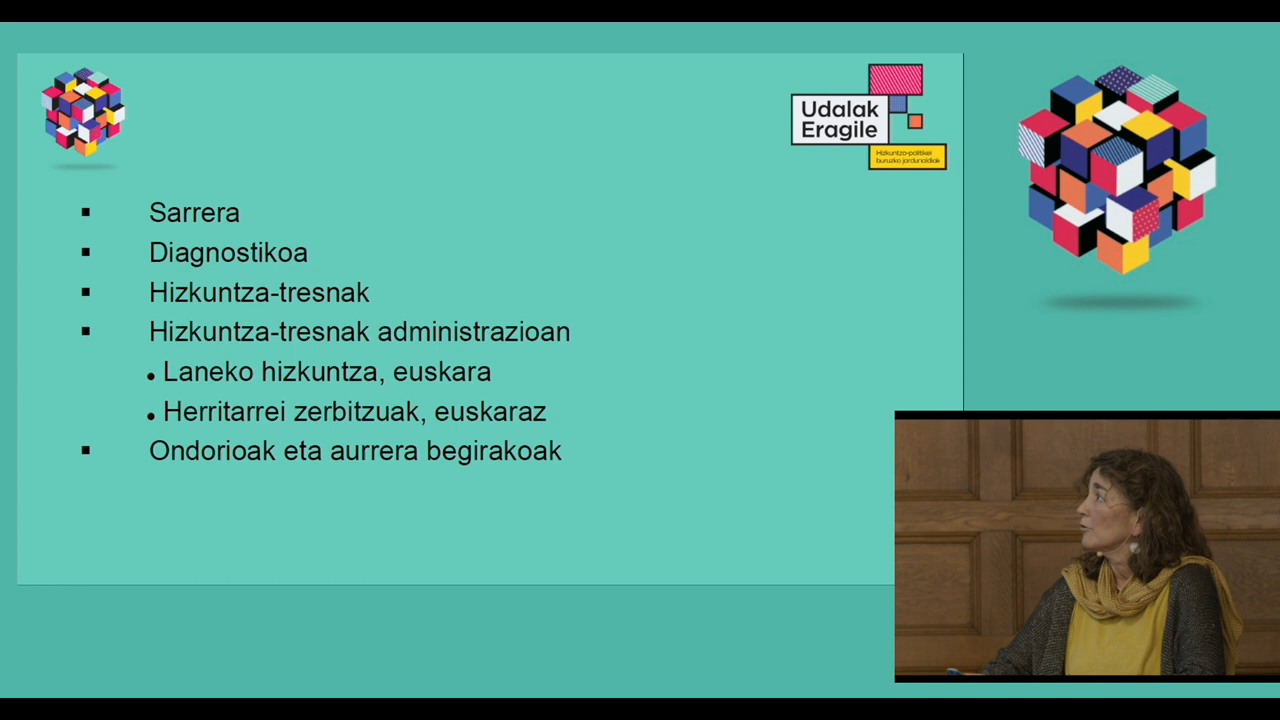 Udalak
Eragile
Hizkuntza-politikei
buruzko jardunaldiak
Sarrera
Diagnostikoa
Hizkuntza-tresnak
Hizkuntza-tresnak administrazioan
Laneko hizkuntza, euskara
Herritarrei zerbitzuak, euskaraz
Ondorioak eta aurrera begirakoak